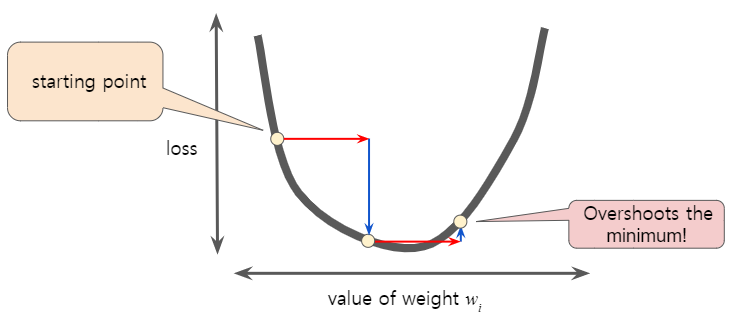 starting point
loss
Overshoots the
minimum!
value of weight wi